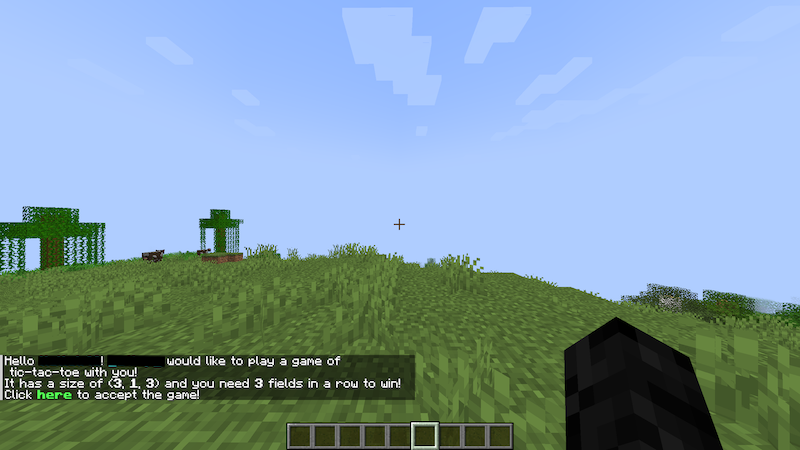 Hello ! would like to play a game of
tic-tac-toe with you!
It has a size of (3, 1, 3) and you need 3 fields in a row to win!
Click here to accept the game!